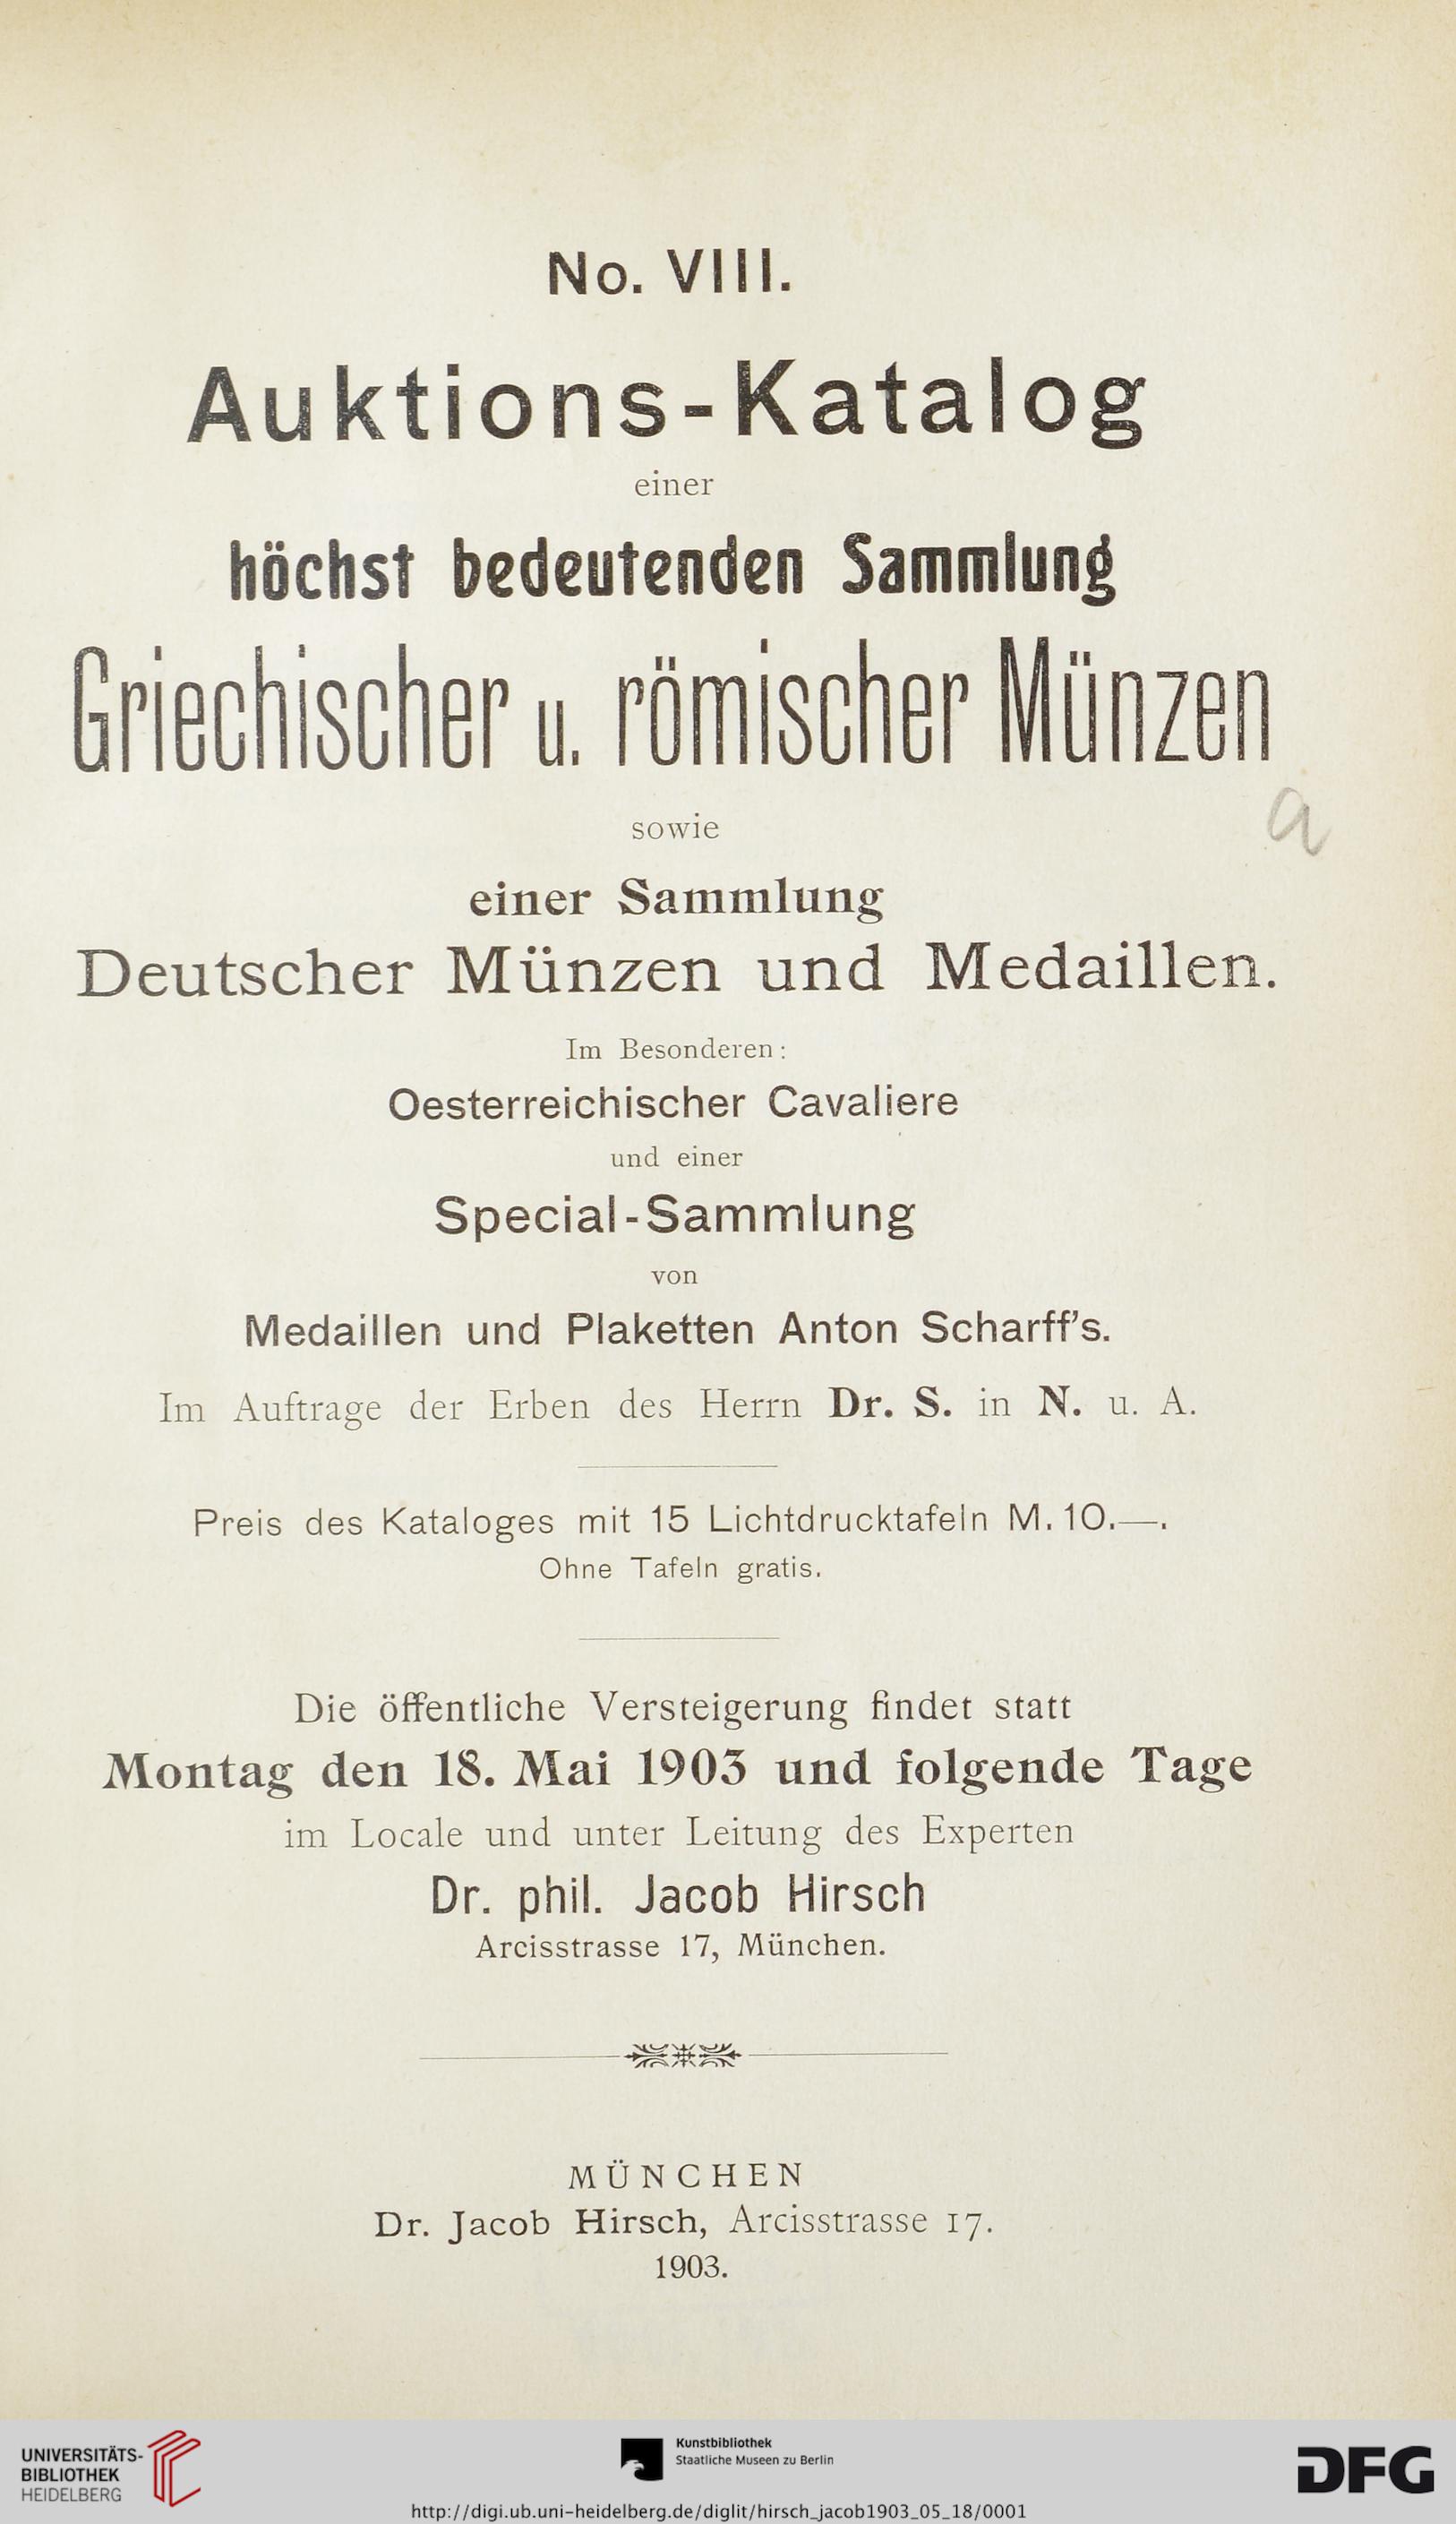 No. VIII.
Auktions-Katalog
einer
höchst bedeutenden Sammlung
Griechischer u. römischer Münzen
a
sowie
einer Sammlung
Deutscher Münzen und Medaillen.
Im Besonderen:
Oesterreichischer Cavaliere
und einer
Special-Sammlung
von
Medaillen und Plaketten Anton Scharff's.
Im Auftrage der Erben des Herrn Dr. S. in N. u. A.
Preis des Kataloges mit 15 Lichtdrucktafeln M. 10.—.
Ohne Tafeln gratis.
Die öffentliche Versteigerung findet statt
Montag den 18. Mai 1903 und folgende Tage
im Locale und unter Leitung des Experten
Dr. phil. Jacob Hirsch
Arcisstrasse 17, München.
MÜNCHEN
Dr. Jacob Hirsch, Arcisstrasse 17.
1903.
UNIVERSITÄTS-
BIBLIOTHEK
HEIDELBERG
Kunstbibliothek
Staatliche Museen zu Berlin
DFG
http://digi.ub.uni-heidelberg.de/diglit/hirsch_jacob1903_05_18/0001